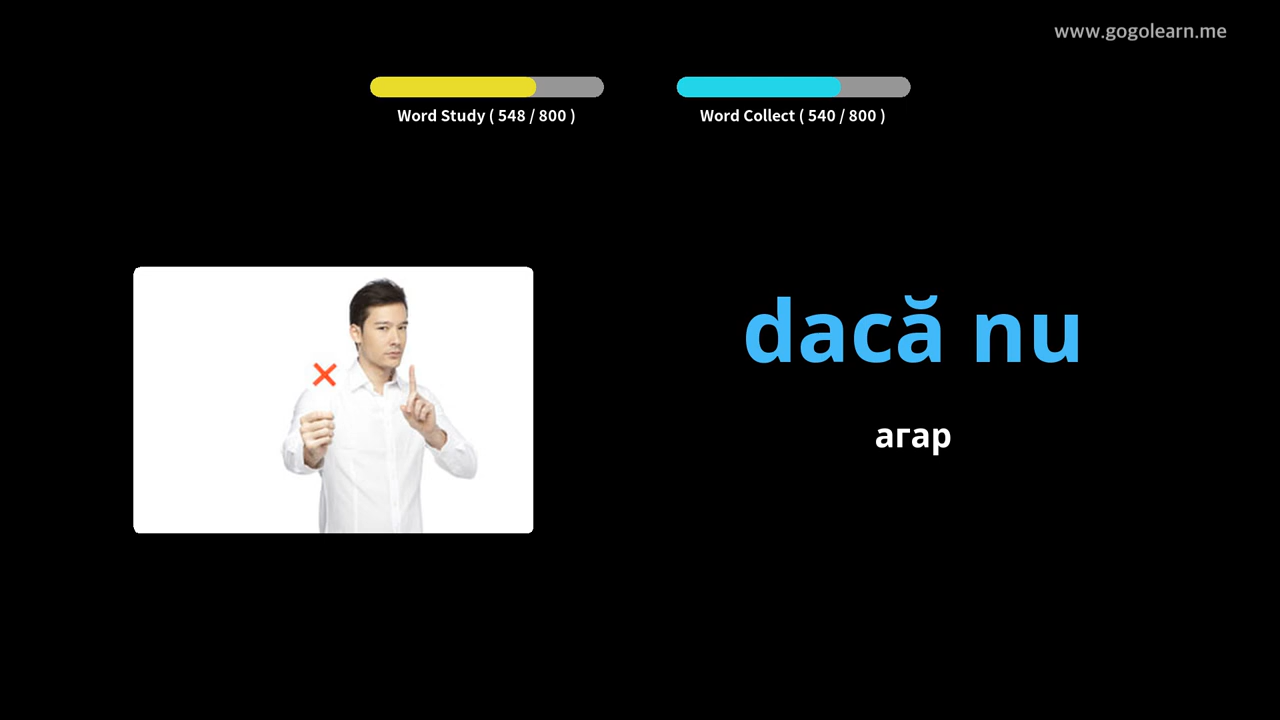 www.gogolearn.me
Word Study ( 548 / 800 )
Word Collect ( 540 / 800 )
dacă nu
агар